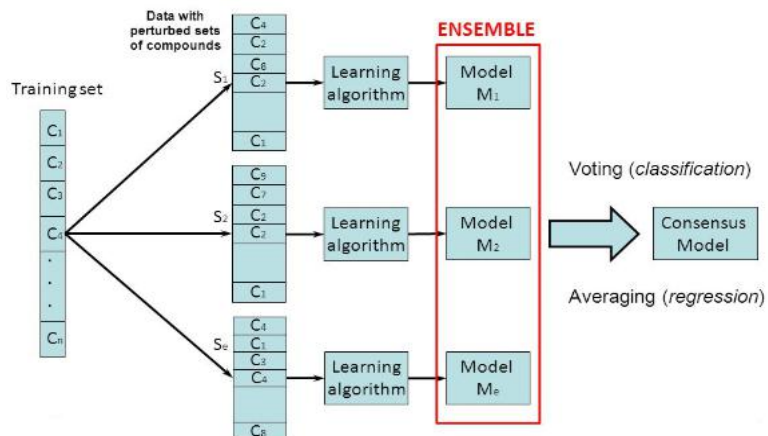 Data with
perturbed sets
of compounds
ENSEMBLE
Training set
C1
C2
C3
C4
.
.
.
Cn
S1
C4
C2
C8
C2
C1
Learning
algorithm
Model
M1
S2
C9
C7
C2
C2
C1
Learning
algorithm
Model
M2
Se
C4
C1
C3
C4
C8
Learning
algorithm
Model
Me
Voting (classification)
Consensus
Model
Averaging (regression)